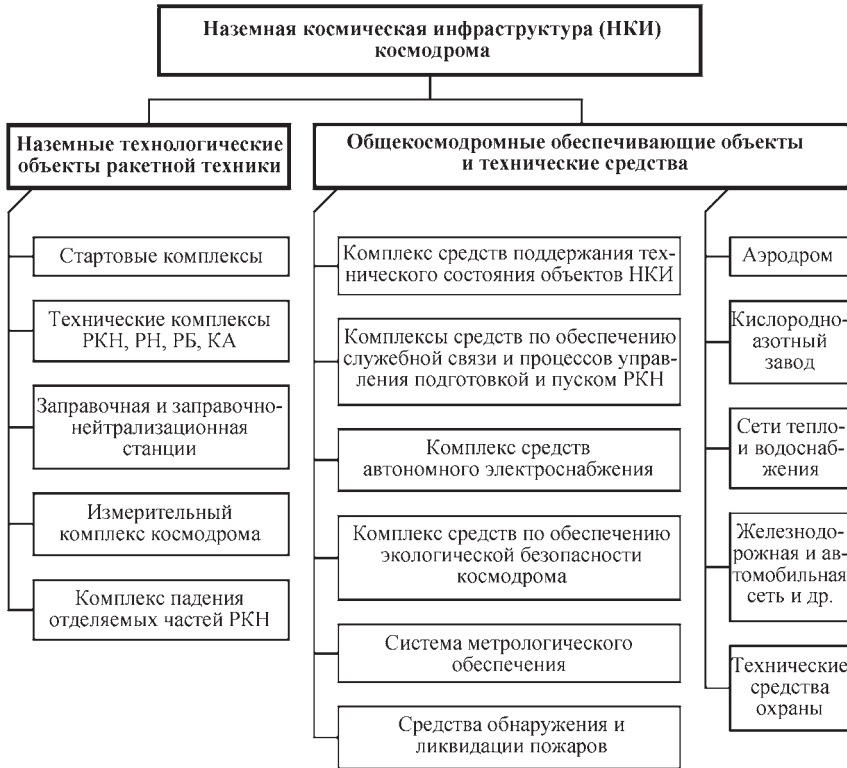 Наземная космическая инфраструктура (НКИ)
космодрома
Наземные технологические
объекты ракетной техники
Общекосмодромные обеспечивающие объекты
и технические средства
Стартовые комплексы
Технические комплексы
РКН, РН, РБ, КА
Заправочная и заправочно-
нейтрализационная
станции
Измерительный
комплекс космодрома
Комплекс падения
отделяемых частей РКН
Комплекс средств поддержания тех-
нического состояния объектов НКИ
Комплексы средств по обеспечению
служебной связи и процессов управ-
ления подготовкой и пуском РКН
Комплекс средств
автономного электроснабжения
Комплекс средств по обеспечению
экологической безопасности
космодрома
Система метрологического
обеспечения
Средства обнаружения и
ликвидации пожаров
Аэродром
Кислородно-
азотный
завод
Сети тепло-
и водоснаб-
жения
Железнодо-
рожная и ав-
томобильная
сеть и др.
Технические
средства
охраны